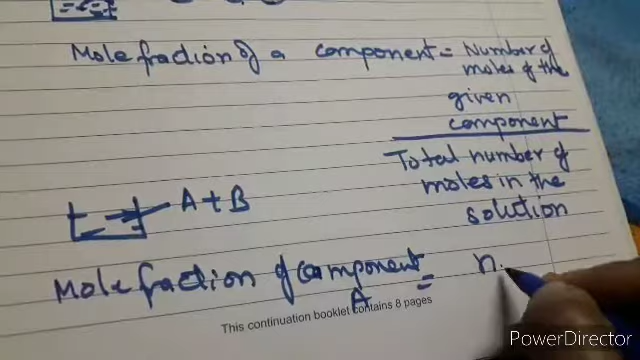 Mole fraction of a component = Number of
moles of the
given
component
Total number of
moles in the
solution
A + B
Mole fraction of component = n
A
This continuation booklet contains 8 pages
PowerDirector